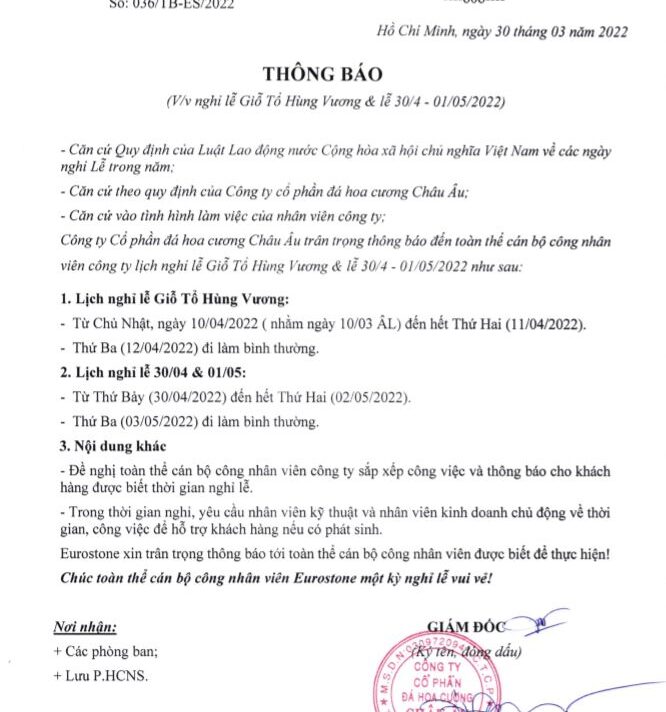 Số: 036/TB-ES/2022
Hồ Chí Minh, ngày 30 tháng 03 năm 2022
THÔNG BÁO
(V/v nghỉ lễ Giỗ Tổ Hùng Vương & lễ 30/4 - 01/05/2022)
- Căn cứ Quy định của Luật Lao động nước Cộng hòa xã hội chủ nghĩa Việt Nam về các ngày
nghỉ Lễ trong năm;
- Căn cứ theo quy định của Công ty cổ phần đá hoa cương Châu Âu;
- Căn cứ vào tình hình làm việc của nhân viên công ty;
Công ty Cổ phần đá hoa cương Châu Âu trân trọng thông báo đến toàn thể cán bộ công nhân
viên công ty lịch nghỉ lễ Giỗ Tổ Hùng Vương & lễ 30/4 - 01/05/2022 như sau:
1. Lịch nghỉ lễ Giỗ Tổ Hùng Vương:
- Từ Chủ Nhật, ngày 10/04/2022 ( nhằm ngày 10/03 ÂL) đến hết Thứ Hai (11/04/2022).
- Thứ Ba (12/04/2022) đi làm bình thường.
2. Lịch nghỉ lễ 30/04 & 01/05:
- Từ Thứ Bảy (30/04/2022) đến hết Thứ Hai (02/05/2022).
- Thứ Ba (03/05/2022) đi làm bình thường.
3. Nội dung khác
- Đề nghị toàn thể cán bộ công nhân viên công ty sắp xếp công việc và thông báo cho khách
hàng được biết thời gian nghỉ lễ.
- Trong thời gian nghỉ, yêu cầu nhân viên kỹ thuật và nhân viên kinh doanh chủ động về thời
gian, công việc để hỗ trợ khách hàng nếu có phát sinh.
Eurostone xin trân trọng thông báo tới toàn thể cán bộ công nhân viên được biết để thực hiện!
Chúc toàn thể cán bộ công nhân viên Eurostone một kỳ nghỉ lễ vui vẻ!
Nơi nhận:
+ Các phòng ban;
+ Lưu P.HCNS.
GIÁM ĐỐC
(Ký tên, đóng dấu)
CÔNG TY
CỔ PHẦN
ĐÁ HOA CƯƠNG